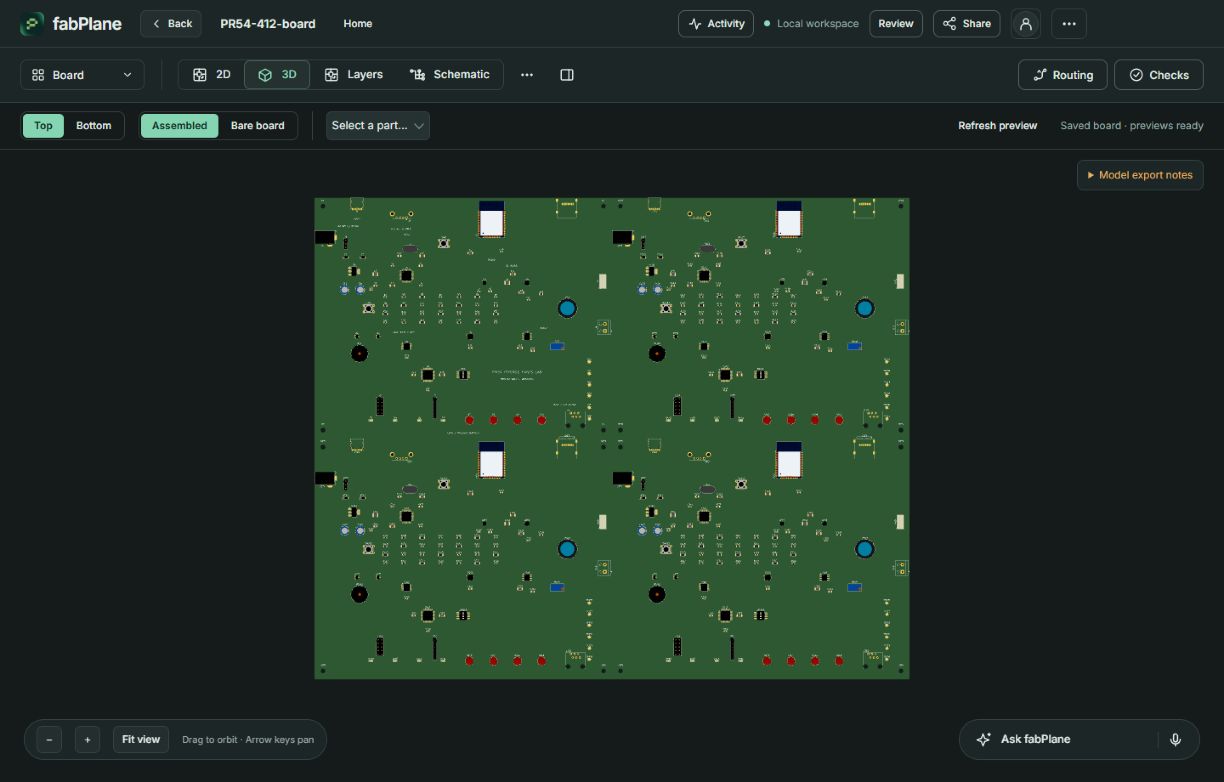 fabPlane
Back
PR54-412-board
Home
Activity
Local workspace
Review
Share
Board
2D
3D
Layers
Schematic
Routing
Checks
Top
Bottom
Assembled
Bare board
Select a part...
Refresh preview
Saved board · previews ready
Model export notes
Fit view
Drag to orbit · Arrow keys pan
Ask fabPlane